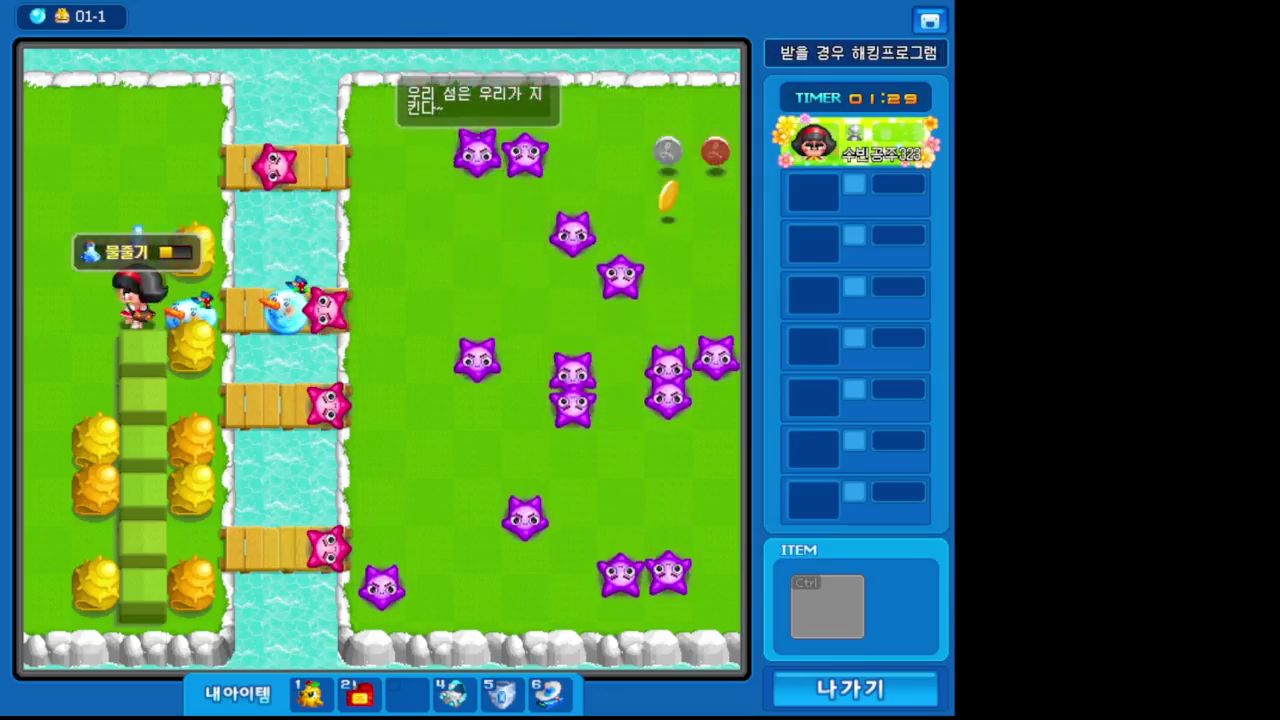 01-1
받을 경우 해킹프로그램
우리 섬은 우리가 지
킨다~
TIMER 01:29
수빈공주023
물줄기
ITEM
Ctrl
내아이템 1 2 4 5 6
나가기